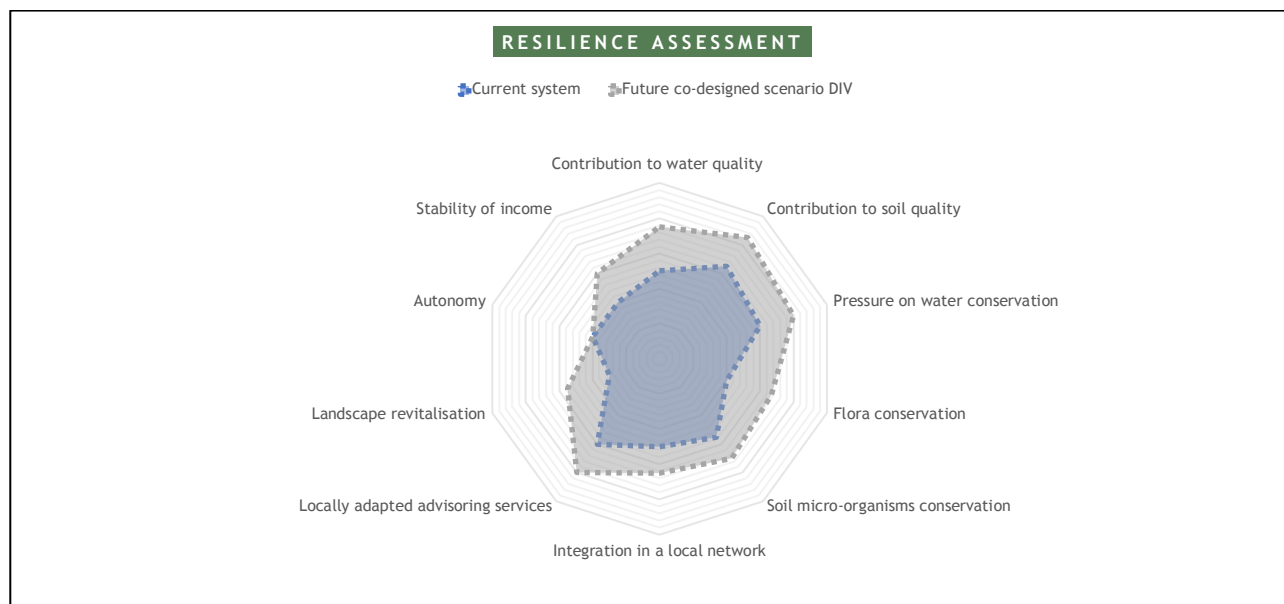 RESILIENCE ASSESSMENT
Current system
Future co-designed scenario DIV
Contribution to water quality
Stability of income
Contribution to soil quality
Autonomy
Pressure on water conservation
Landscape revitalisation
Flora conservation
Locally adapted advisoring services
Soil micro-organisms conservation
Integration in a local network